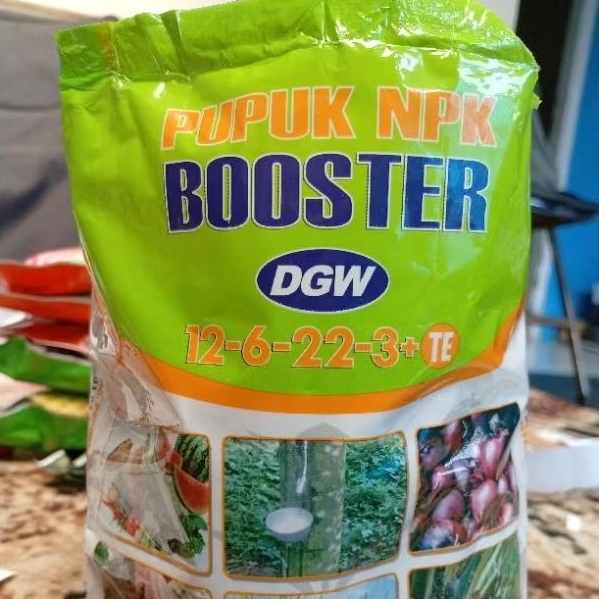 PUPUK NPK
BOOSTER
DGW
12-6-22-3+TE